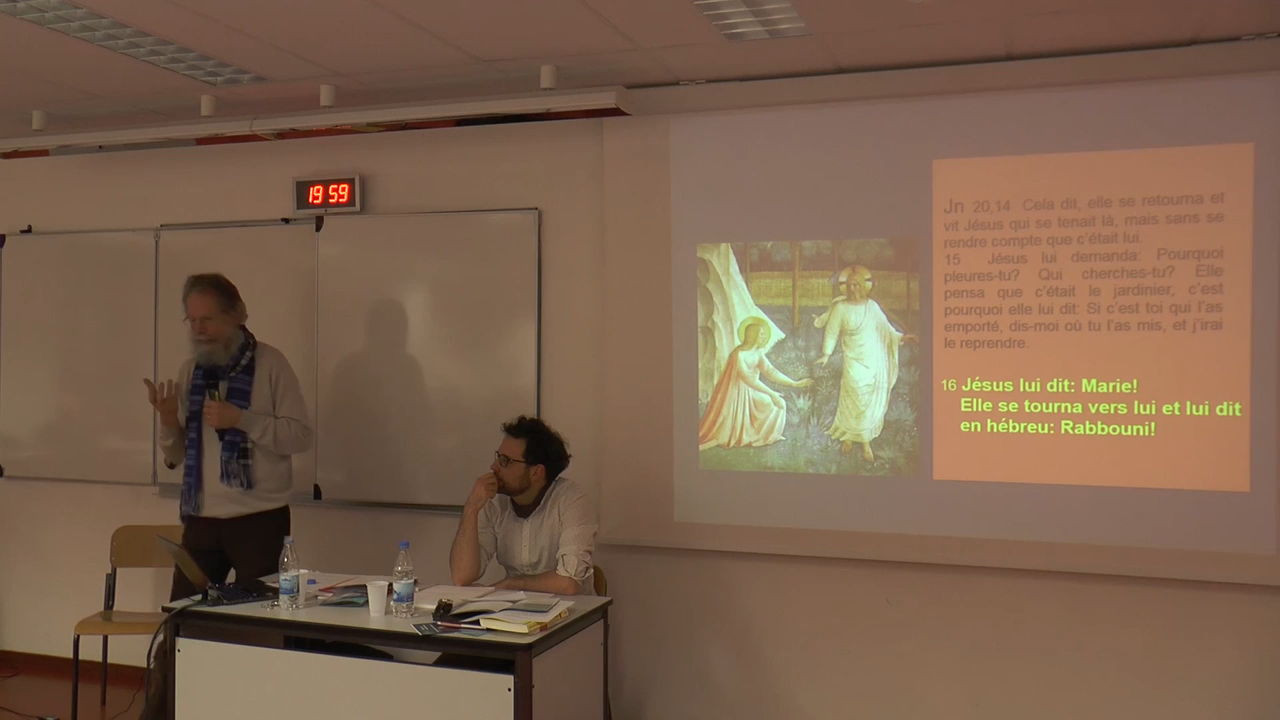 19 59
Jn 20,14 Cela dit, elle se retourna et
vit Jésus qui se tenait là, mais sans se
rendre compte que c'était lui.
15 Jésus lui demanda: Pourquoi
pleures-tu? Qui cherches-tu? Elle
pensa que c'était le jardinier, c'est
pourquoi elle lui dit: Si c'est toi qui l'as
emporté, dis-moi où tu l'as mis, et j'irai
le reprendre.
16 Jésus lui dit: Marie!
Elle se tourna vers lui et lui dit
en hébreu: Rabbouni!